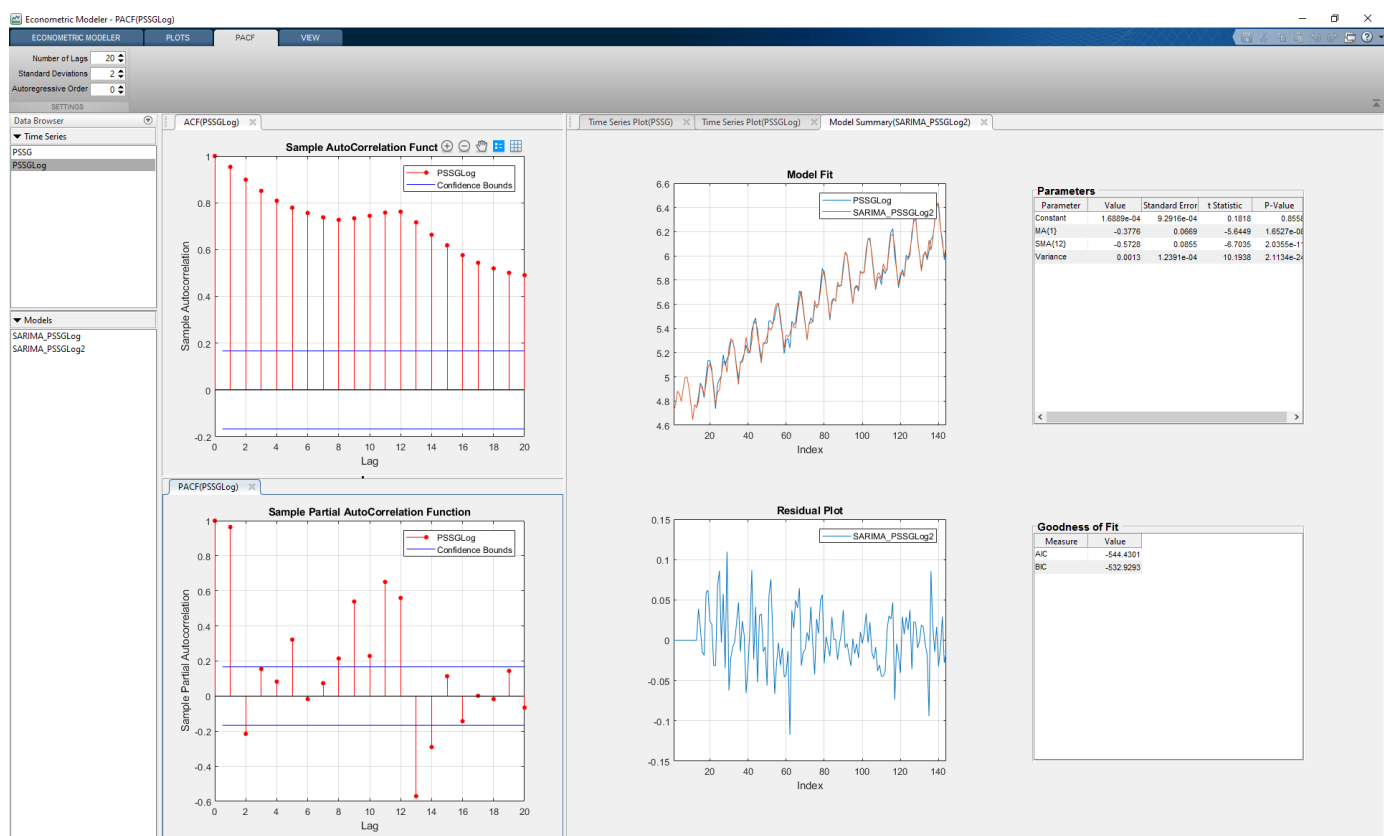 Econometric Modeler - PACF(PSSGLog)
ECONOMETRIC MODELER PLOTS PACF VIEW
Number of Lags 20
Standard Deviations 2
Autoregressive Order 0
SETTINGS
Data Browser
Time Series
PSSG
PSSGLog
Models
SARIMA_PSSGLog
SARIMA_PSSGLog2
ACF(PSSGLog)
Sample AutoCorrelation Funct
PSSGLog
Confidence Bounds
Sample Autocorrelation
1
0.8
0.6
0.4
0.2
0
-0.2
0 2 4 6 8 10 12 14 16 18 20
Lag
PACF(PSSGLog)
Sample Partial AutoCorrelation Function
PSSGLog
Confidence Bounds
Sample Partial Autocorrelation
1
0.8
0.6
0.4
0.2
0
-0.2
-0.4
-0.6
0 2 4 6 8 10 12 14 16 18 20
Lag
Time Series Plot(PSSG) Time Series Plot(PSSGLog) Model Summary(SARIMA_PSSGLog2)
Model Fit
PSSGLog
SARIMA_PSSGLog2
6.6
6.4
6.2
6
5.8
5.6
5.4
5.2
5
4.8
4.6
20 40 60 80 100 120 140
Index
Parameters
Parameter Value Standard Error t Statistic P-Value
Constant 1.6889e-04 9.2916e-04 0.1818 0.8558
MA{1} -0.3776 0.0669 -5.6449 1.6527e-08
SMA{12} -0.5728 0.0855 -6.7035 2.0355e-11
Variance 0.0013 1.2391e-04 10.1938 2.1134e-24
Residual Plot
SARIMA_PSSGLog2
0.15
0.1
0.05
0
-0.05
-0.1
-0.15
20 40 60 80 100 120 140
Index
Goodness of Fit
Measure Value
AIC -544.4301
BIC -532.9293